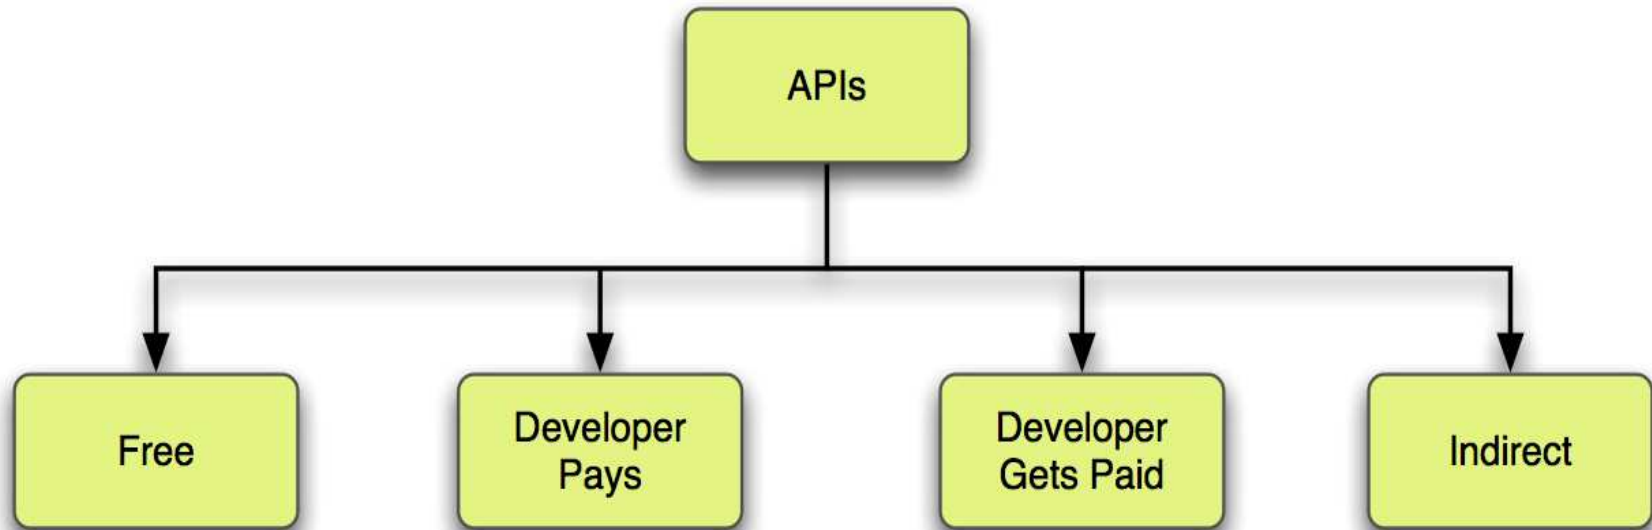 APIs
Free
Developer
Pays
Developer
Gets Paid
Indirect